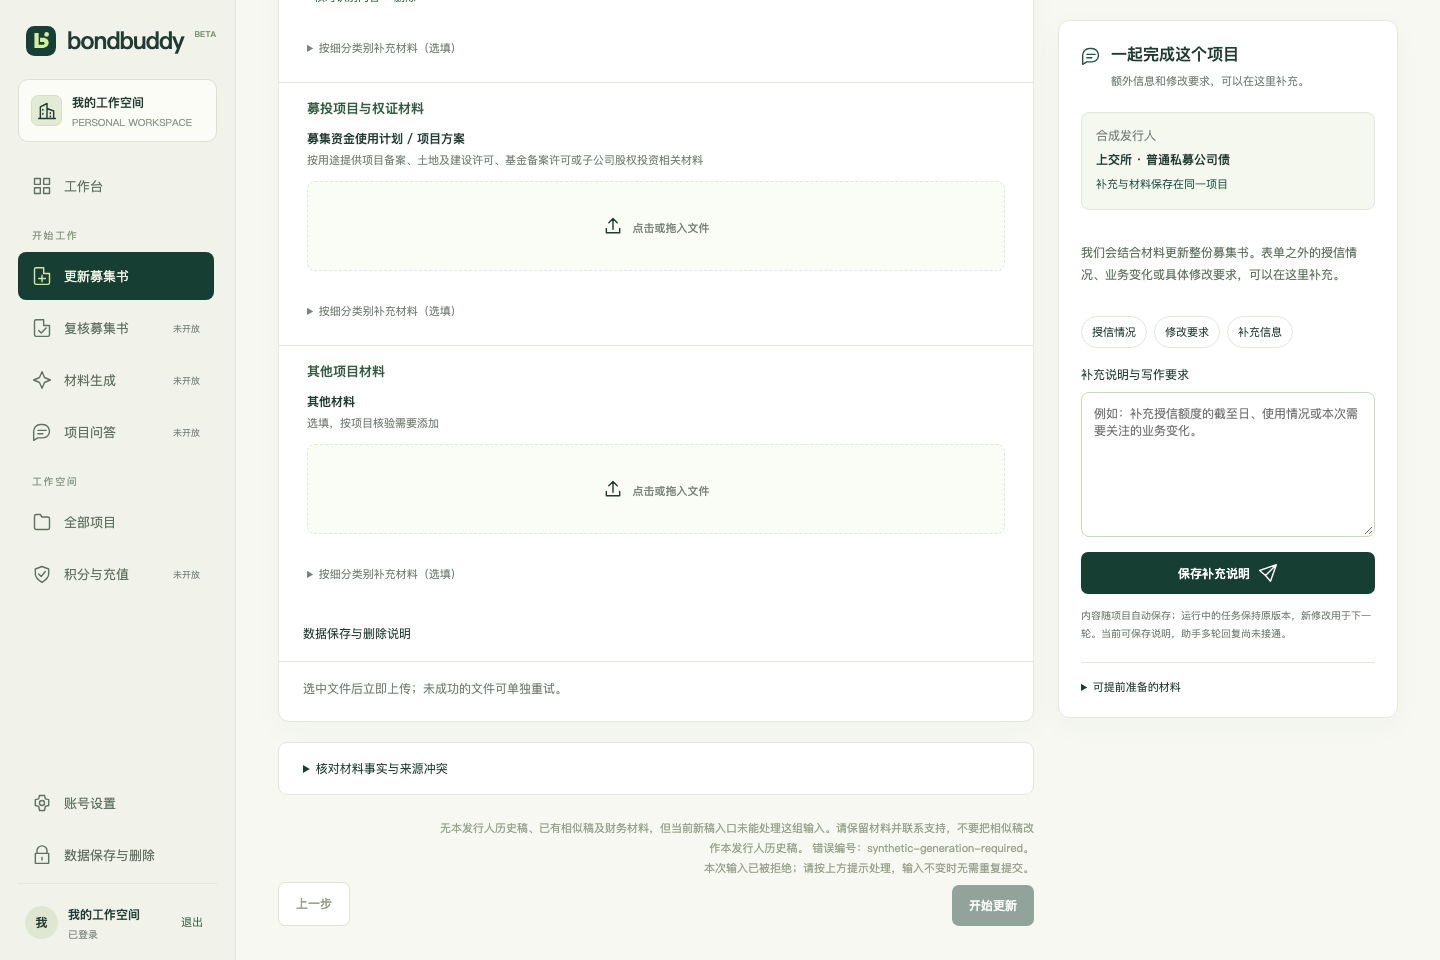 bondbuddy BETA
我的工作空间
PERSONAL WORKSPACE
工作台
开始工作
更新募集书
复核募集书 未开放
材料生成 未开放
项目问答 未开放
工作空间
全部项目
积分与充值 未开放
账号设置
数据保存与删除
我 我的工作空间
已登录
退出
按细分类别补充材料（选填）
募投项目与权证材料
募集资金使用计划 / 项目方案
按用途提供项目备案、土地及建设许可、基金备案许可或子公司股权投资相关材料
点击或拖入文件
按细分类别补充材料（选填）
其他项目材料
其他材料
选填，按项目核验需要添加
点击或拖入文件
按细分类别补充材料（选填）
数据保存与删除说明
选中文件后立即上传；未成功的文件可单独重试。
核对材料事实与来源冲突
无本发行人历史稿、已有相似稿及财务材料，但当前新稿入口未能处理这组输入。请保留材料并联系支持，不要把相似稿改
作本发行人历史稿。 错误编号：synthetic-generation-required。
本次输入已被拒绝；请按上方提示处理，输入不变时无需重复提交。
上一步
开始更新
一起完成这个项目
额外信息和修改要求，可以在这里补充。
合成发行人
上交所 · 普通私募公司债
补充与材料保存在同一项目
我们会结合材料更新整份募集书。表单之外的授信情
况、业务变化或具体修改要求，可以在这里补充。
授信情况 修改要求 补充信息
补充说明与写作要求
例如：补充授信额度的截至日、使用情况或本次需
要关注的业务变化。
保存补充说明
内容随项目自动保存；运行中的任务保持原版本，新修改用于下一
轮。当前可保存说明，助手多轮回复尚未接通。
可提前准备的材料